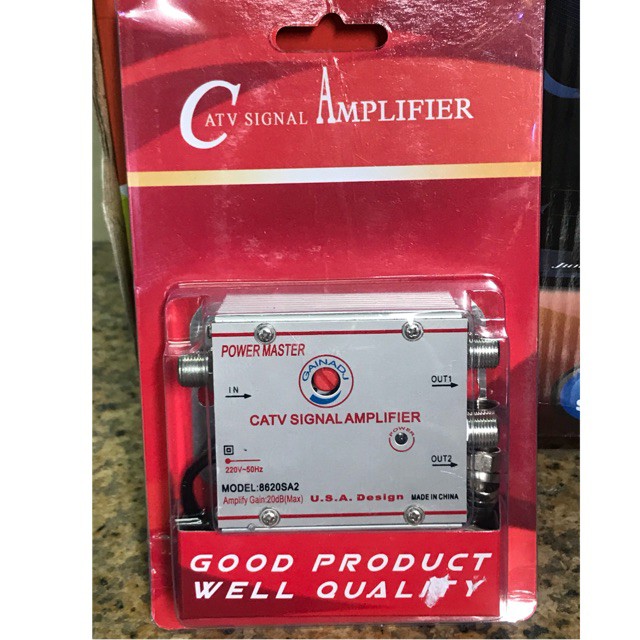 CATV SIGNAL AMPLIFIER
POWER MASTER
GAINADJ
IN
OUT1
CATV SIGNAL AMPLIFIER
POWER
220V~50Hz
OUT2
MODEL:8620SA2
Amplify Gain:20dB(Max)
U.S.A. Design
MADE IN CHINA
GOOD PRODUCT
WELL QUALITY